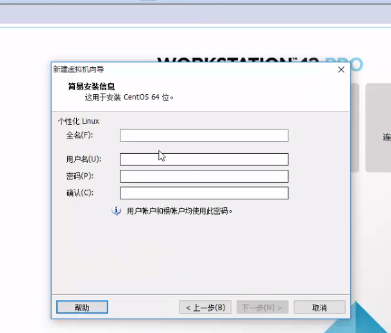 WORKSTATION 12 PRO
新建虚拟机向导
简易安装信息
这用于安装 CentOS 64 位。
个性化 Linux
全名(F):
用户名(U):
密码(P):
确认(C):
用户帐户和根帐户均使用此密码。
连
帮助
< 上一步(B)
下一步(N) >
取消